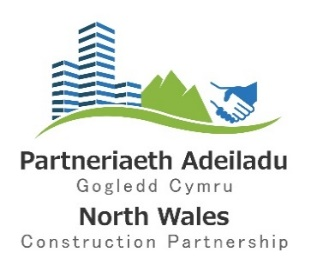 Partneriaeth Adeiladu
Gogledd Cymru
North Wales
Construction Partnership